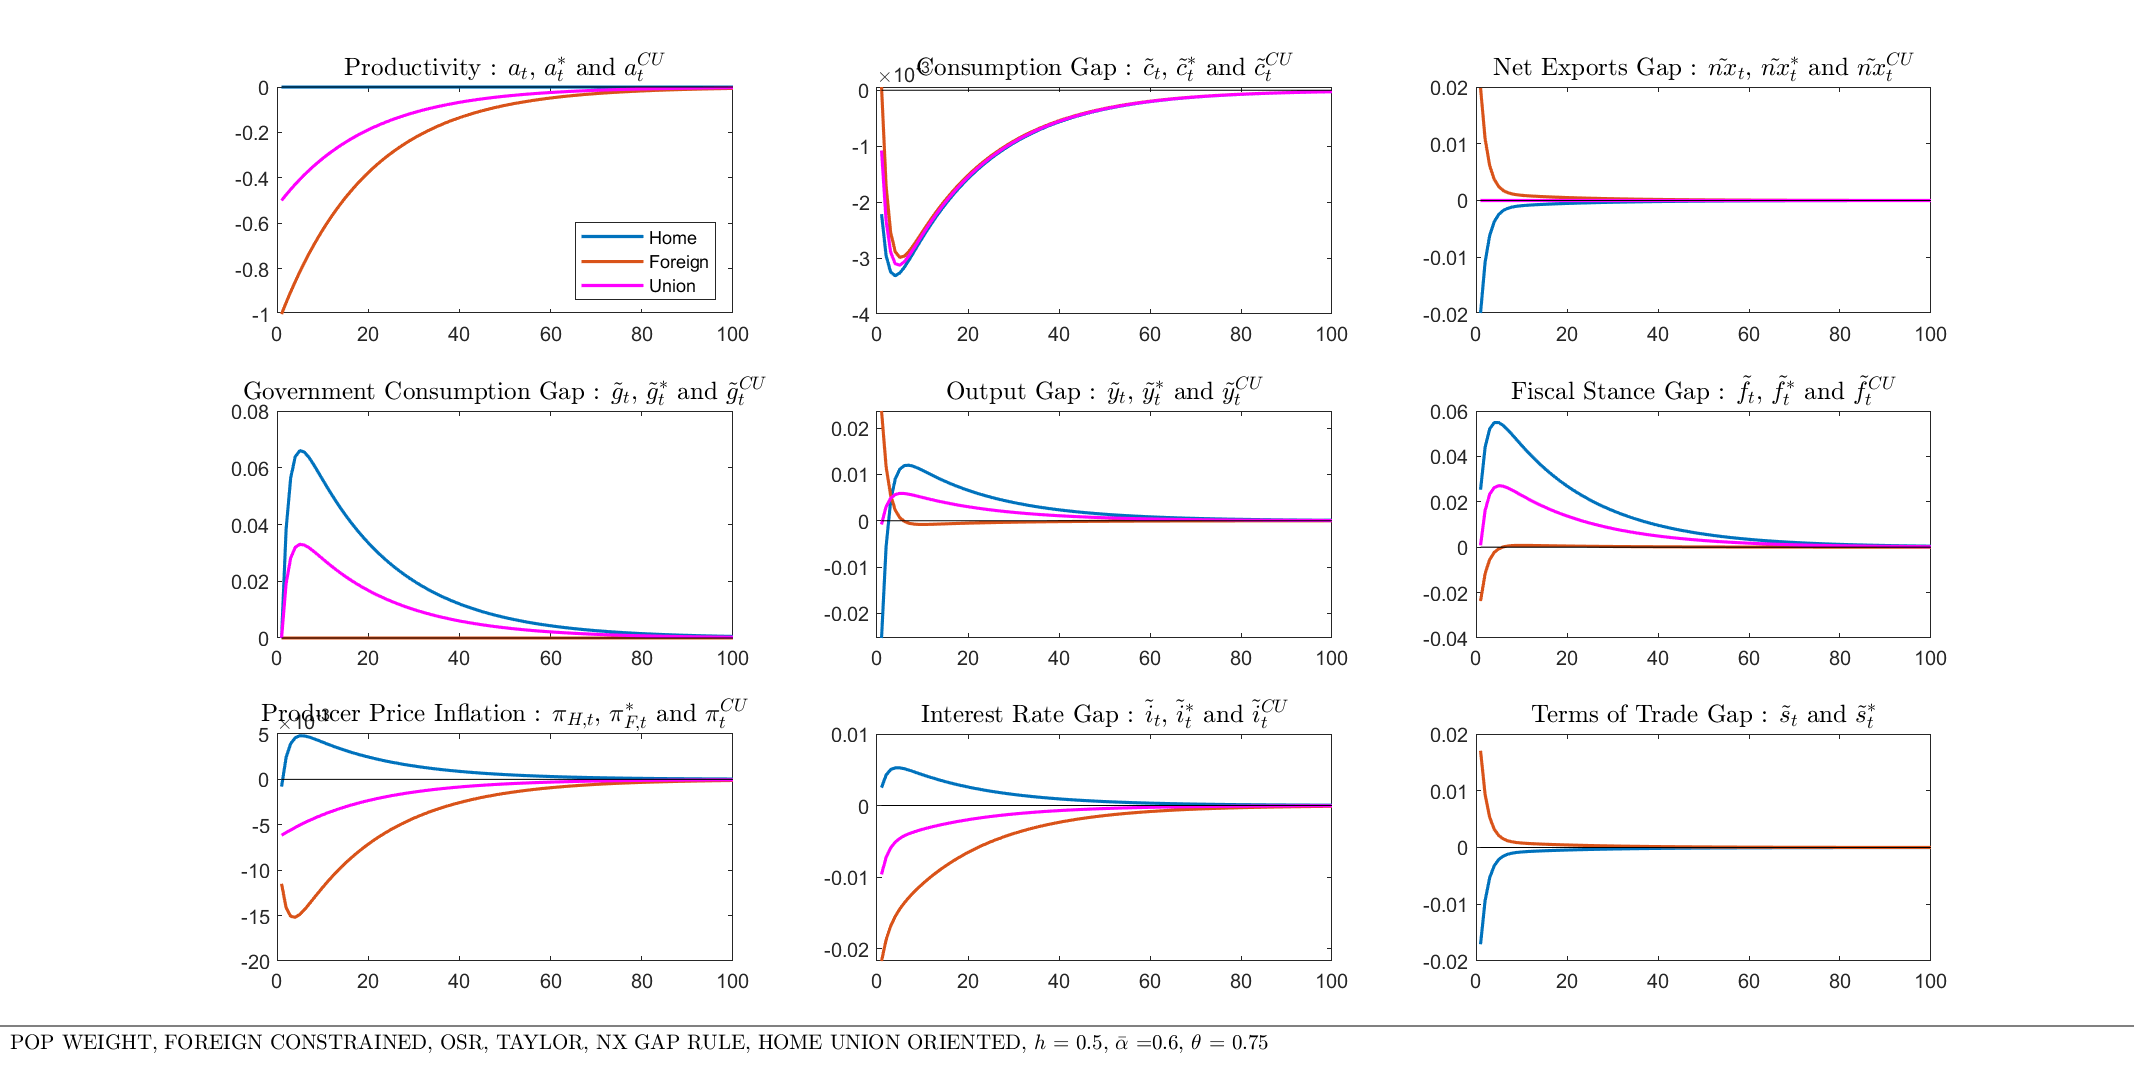 Productivity : a_t, a_t^* and a_t^{CU}
0
-0.2
-0.4
-0.6
-0.8
-1
0 20 40 60 80 100
Home
Foreign
Union
Consumption Gap : c̃_t, c̃_t^* and c̃_t^{CU}
×10^{-3}
0
-1
-2
-3
-4
0 20 40 60 80 100
Net Exports Gap : ñx_t, ñx_t^* and ñx_t^{CU}
0.02
0.01
0
-0.01
-0.02
0 20 40 60 80 100
Government Consumption Gap : g̃_t, g̃_t^* and g̃_t^{CU}
0.08
0.06
0.04
0.02
0
0 20 40 60 80 100
Output Gap : ỹ_t, ỹ_t^* and ỹ_t^{CU}
0.02
0.01
0
-0.01
-0.02
0 20 40 60 80 100
Fiscal Stance Gap : f̃_t, f̃_t^* and f̃_t^{CU}
0.06
0.04
0.02
0
-0.02
-0.04
0 20 40 60 80 100
Producer Price Inflation : π_{H,t}, π_{F,t}^* and π_t^{CU}
×10^{-3}
5
0
-5
-10
-15
-20
0 20 40 60 80 100
Interest Rate Gap : ĩ_t, ĩ_t^* and ĩ_t^{CU}
0.01
0
-0.01
-0.02
0 20 40 60 80 100
Terms of Trade Gap : s̃_t and s̃_t^*
0.02
0.01
0
-0.01
-0.02
0 20 40 60 80 100
POP WEIGHT, FOREIGN CONSTRAINED, OSR, TAYLOR, NX GAP RULE, HOME UNION ORIENTED, h = 0.5, ᾱ =0.6, θ = 0.75